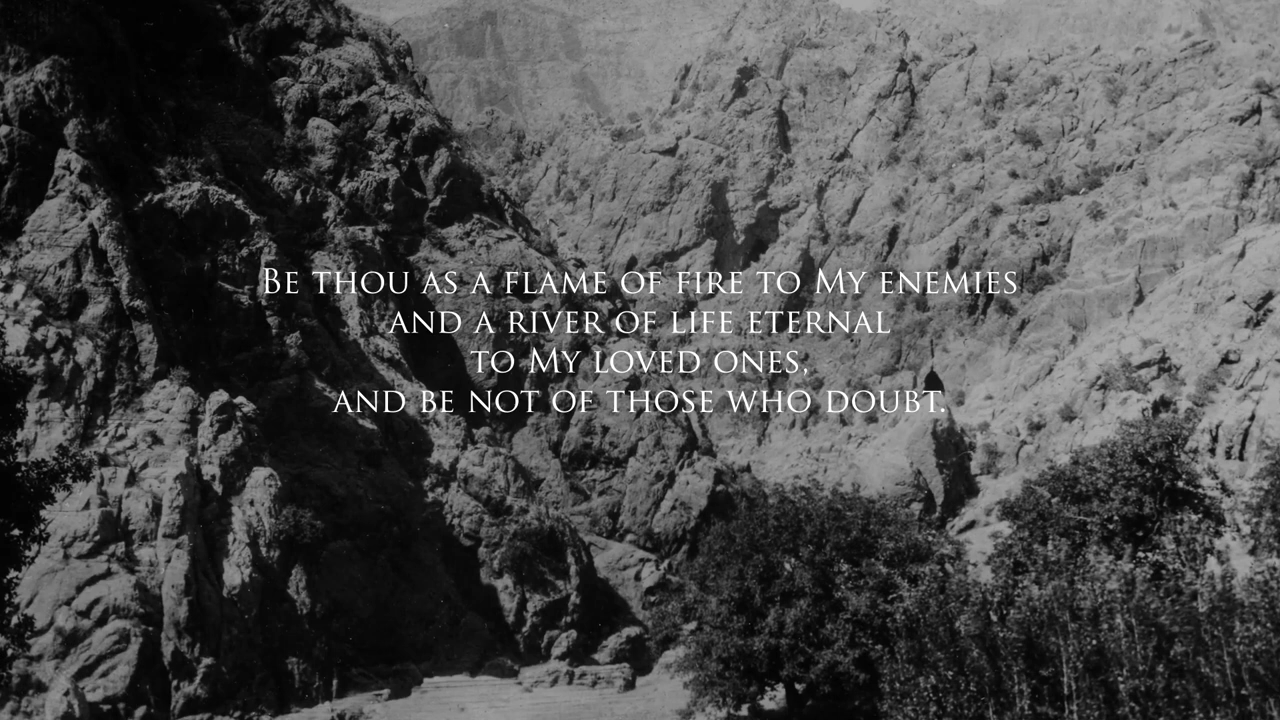 Be thou as a flame of fire to My enemies
and a river of life eternal
to My loved ones,
and be not of those who doubt.